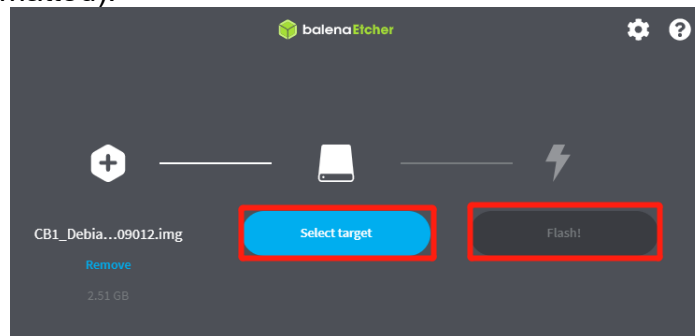 balenaEtcher
CB1_Debia...09012.img
Select target
Flash!
Remove
2.51 GB